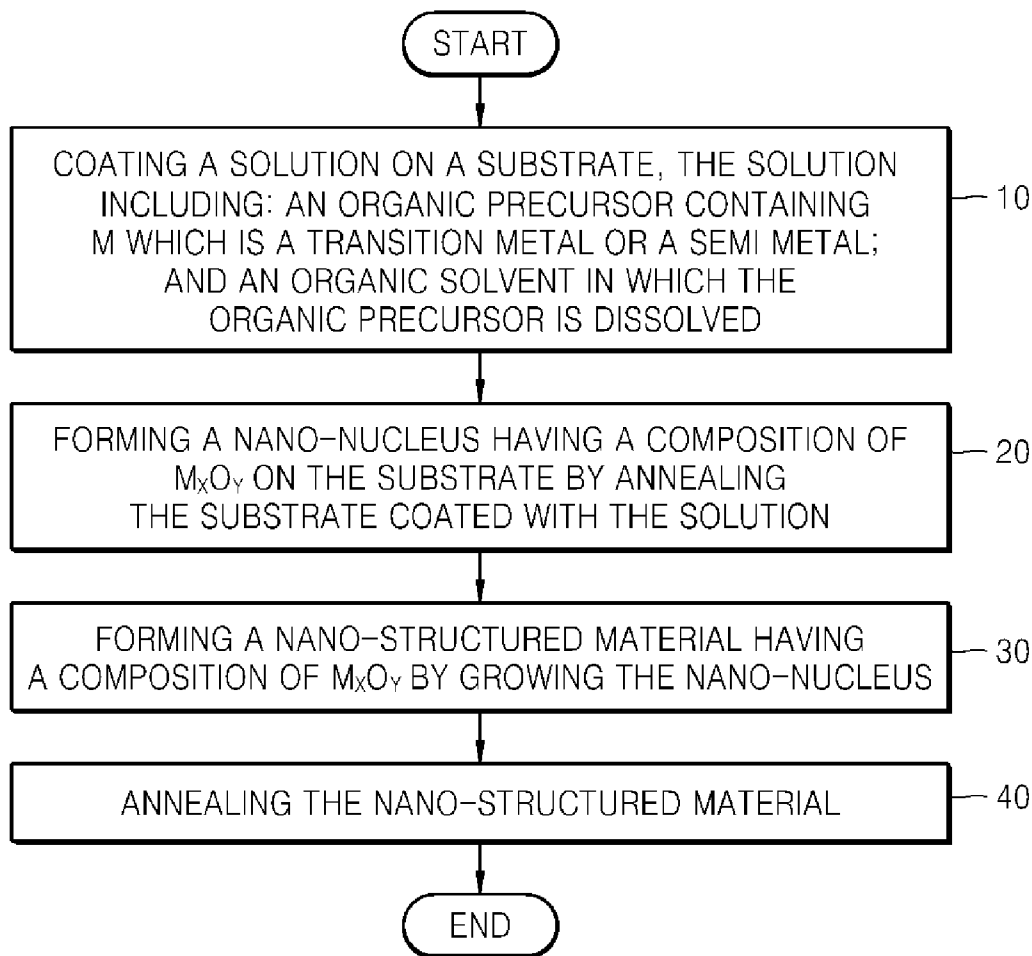 START
COATING A SOLUTION ON A SUBSTRATE, THE SOLUTION
INCLUDING: AN ORGANIC PRECURSOR CONTAINING
M WHICH IS A TRANSITION METAL OR A SEMI METAL;
AND AN ORGANIC SOLVENT IN WHICH THE
ORGANIC PRECURSOR IS DISSOLVED
10
FORMING A NANO-NUCLEUS HAVING A COMPOSITION OF
MXOY ON THE SUBSTRATE BY ANNEALING
THE SUBSTRATE COATED WITH THE SOLUTION
20
FORMING A NANO-STRUCTURED MATERIAL HAVING
A COMPOSITION OF MXOY BY GROWING THE NANO-NUCLEUS
30
ANNEALING THE NANO-STRUCTURED MATERIAL
40
END